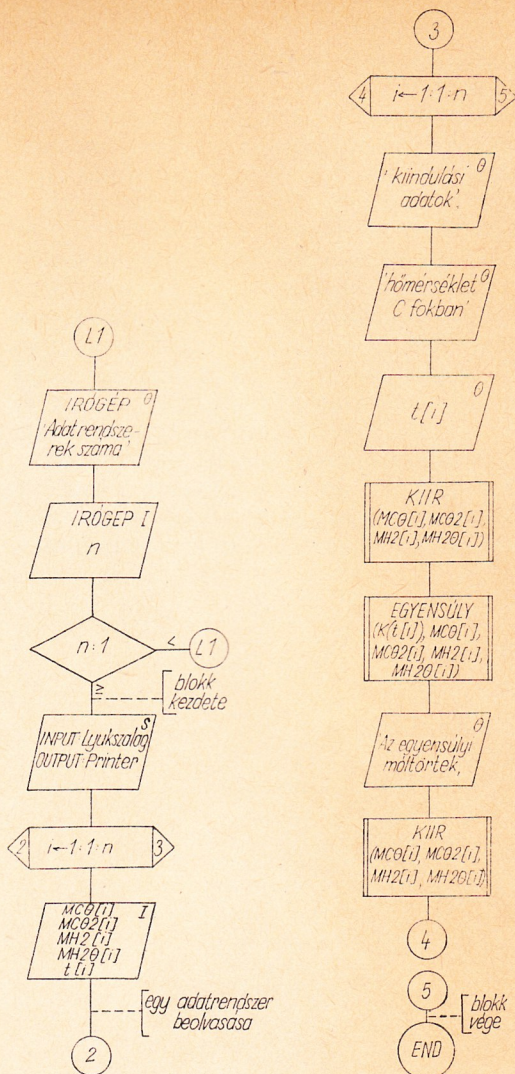 L1
IRÓGÉP θ
'Adatrendsze-
rek száma'
IRÓGÉP I
n
n:1
<
L1
≥
blokk
kezdete
S
INPUT Lyukszalag
OUTPUT: Printer
2
i←1:1:n
3
MCθ[i] I
MCθ2[i]
MH2[i]
MH2θ[i]
t[i]
egy adatrendszer
beolvasása
2
3
4
i←1:1:n
5
'kiindulási θ
adatok'
'hőmérséklet θ
C fokban'
θ
t[i]
KIIR
(MCθ[i], MCθ2[i],
MH2[i], MH2θ[i])
EGYENSÚLY
(K(t[i]), MCθ[i],
MCθ2[i], MH2[i],
MH2θ[i])
θ
'Az egyensúlyi
móltörtek'
KIIR
(MCθ[i], MCθ2[i],
MH2[i], MH2θ[i])
4
5
blokk
vége
END